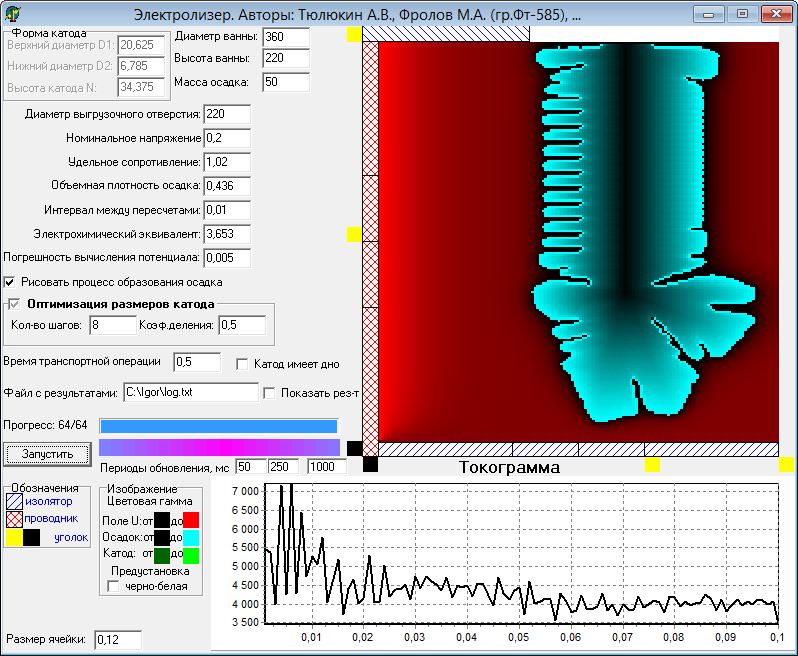 Электролизер. Авторы: Тюлюкин А.В., Фролов М.А. (гр.Фт-585), ...
Форма катода
Верхний диаметр D1: 20,625
Нижний диаметр D2: 6,785
Высота катода N: 34,375
Диаметр ванны: 360
Высота ванны: 220
Масса осадка: 50
Диаметр выгрузочного отверстия: 220
Номинальное напряжение 0,2
Удельное сопротивление: 1,02
Объемная плотность осадка: 0,436
Интервал между пересчетами: 0,01
Электрохимический эквивалент: 3,653
Погрешность вычисления потенциала: 0,005
Рисовать процесс образования осадка
Оптимизация размеров катода
Кол-во шагов: 8 Коэф.деления: 0,5
Время транспортной операции 0,5 Катод имеет дно
Файл с результатами: C:\Igor\log.txt Показать рез-т
Прогресс: 64/64
Запустить
Периоды обновления, мс 50 250 1000
Обозначения
изолятор
проводник
уголок
Изображение
Цветовая гамма
Поле U: от до
Осадок: от до
Катод: от до
Предустановка
черно-белая
Размер ячейки: 0,12
Токограмма
7 000
6 500
6 000
5 500
5 000
4 500
4 000
3 500
0,01 0,02 0,03 0,04 0,05 0,06 0,07 0,08 0,09 0,1